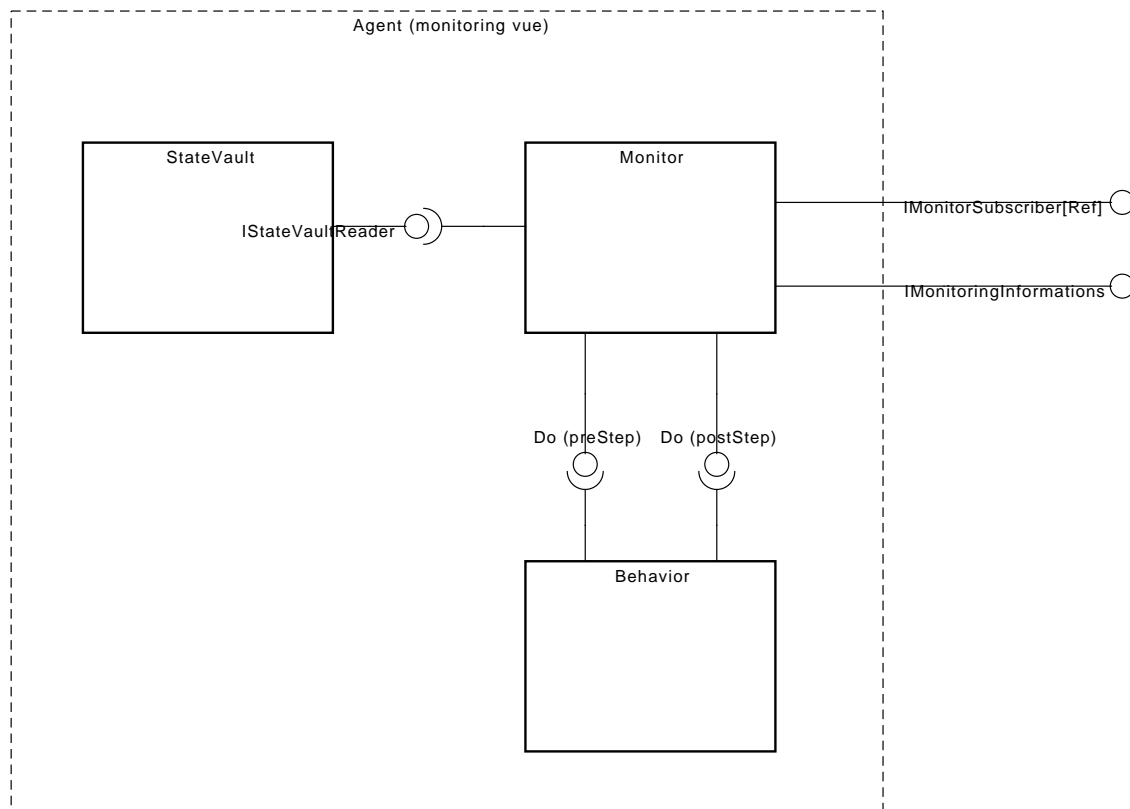 Agent (monitoring vue)
StateVault
Monitor
IMonitorSubscriber[Ref]
IStateVaultReader
IMonitoringInformations
Do (preStep)
Do (postStep)
Behavior